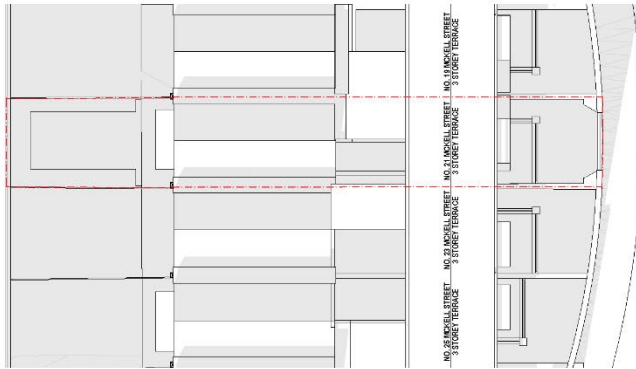 NO. 19 MCKELL STREET
3 STOREY TERRACE
NO. 21 MCKELL STREET
3 STOREY TERRACE
NO. 23 MCKELL STREET
3 STOREY TERRACE
NO. 25 MCKELL STREET
3 STOREY TERRACE